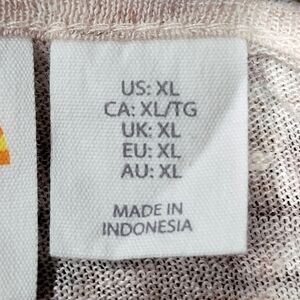 US: XL
CA: XL/TG
UK: XL
EU: XL
AU: XL
MADE IN
INDONESIA